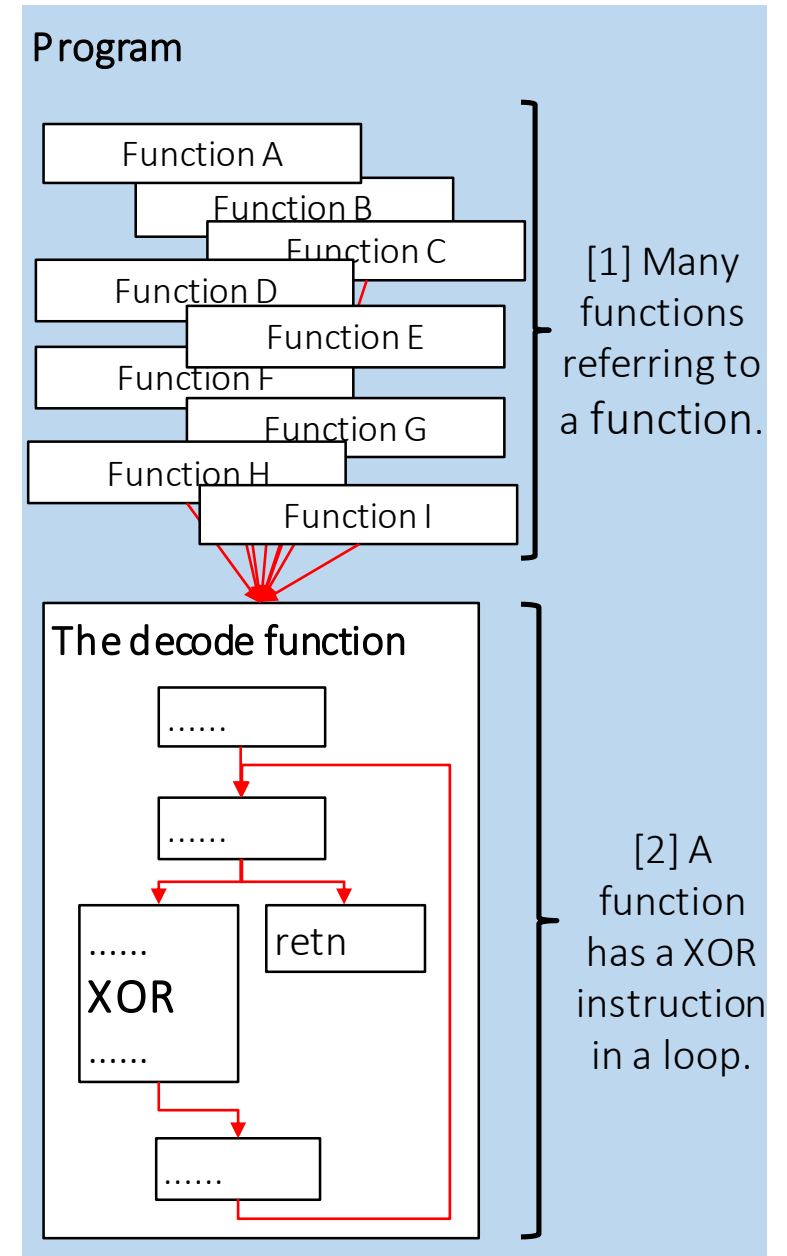 Program
Function A
Function B
Function C
Function D
Function E
Function F
Function G
Function H
Function I
[1] Many
functions
referring to
a function.
The decode function
......
......
......
XOR
......
retn
......
[2] A
function
has a XOR
instruction
in a loop.